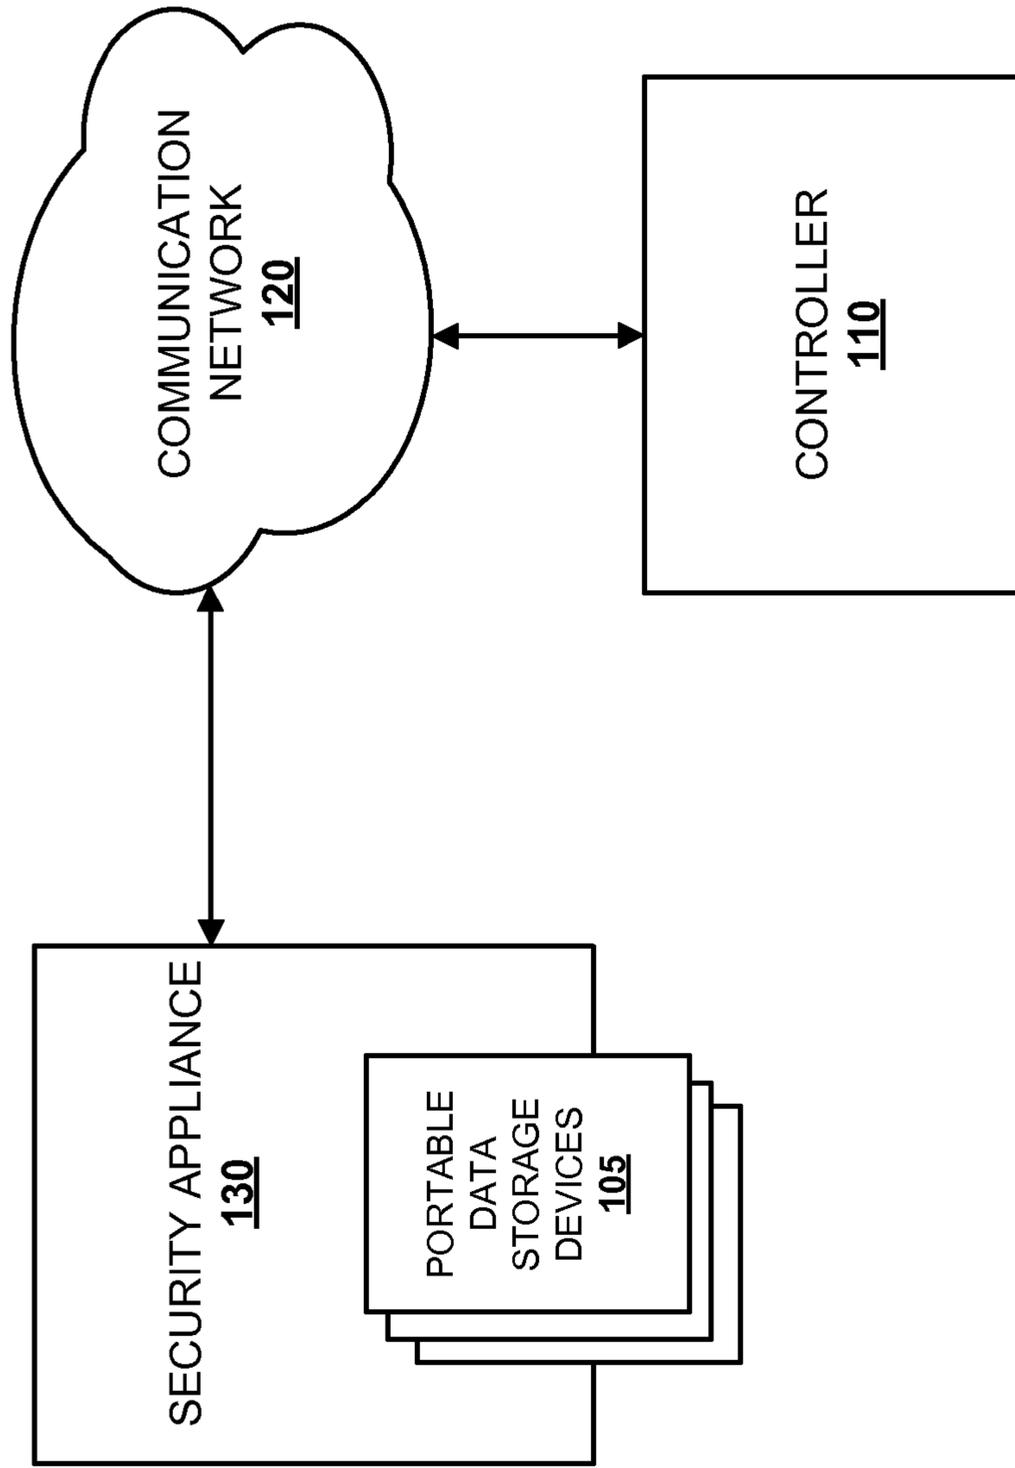 SECURITY APPLIANCE
130
PORTABLE
DATA
STORAGE
DEVICES
105
COMMUNICATION
NETWORK
120
CONTROLLER
110